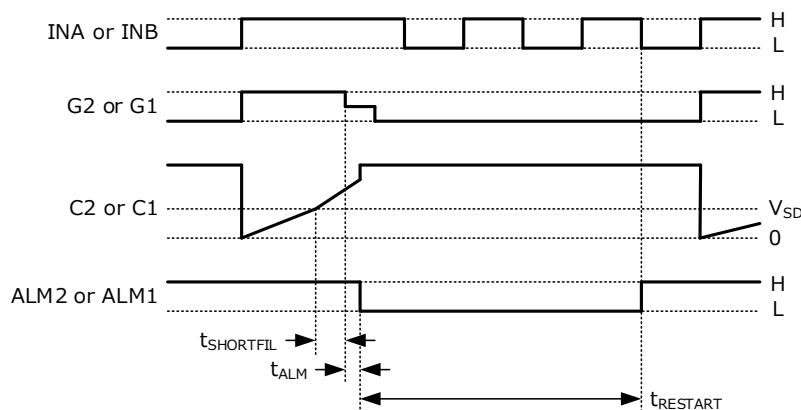 INA or INB
H
L
G2 or G1
H
L
C2 or C1
VSD
0
ALM2 or ALM1
H
L
tSHORTFIL
tALM
tRESTART